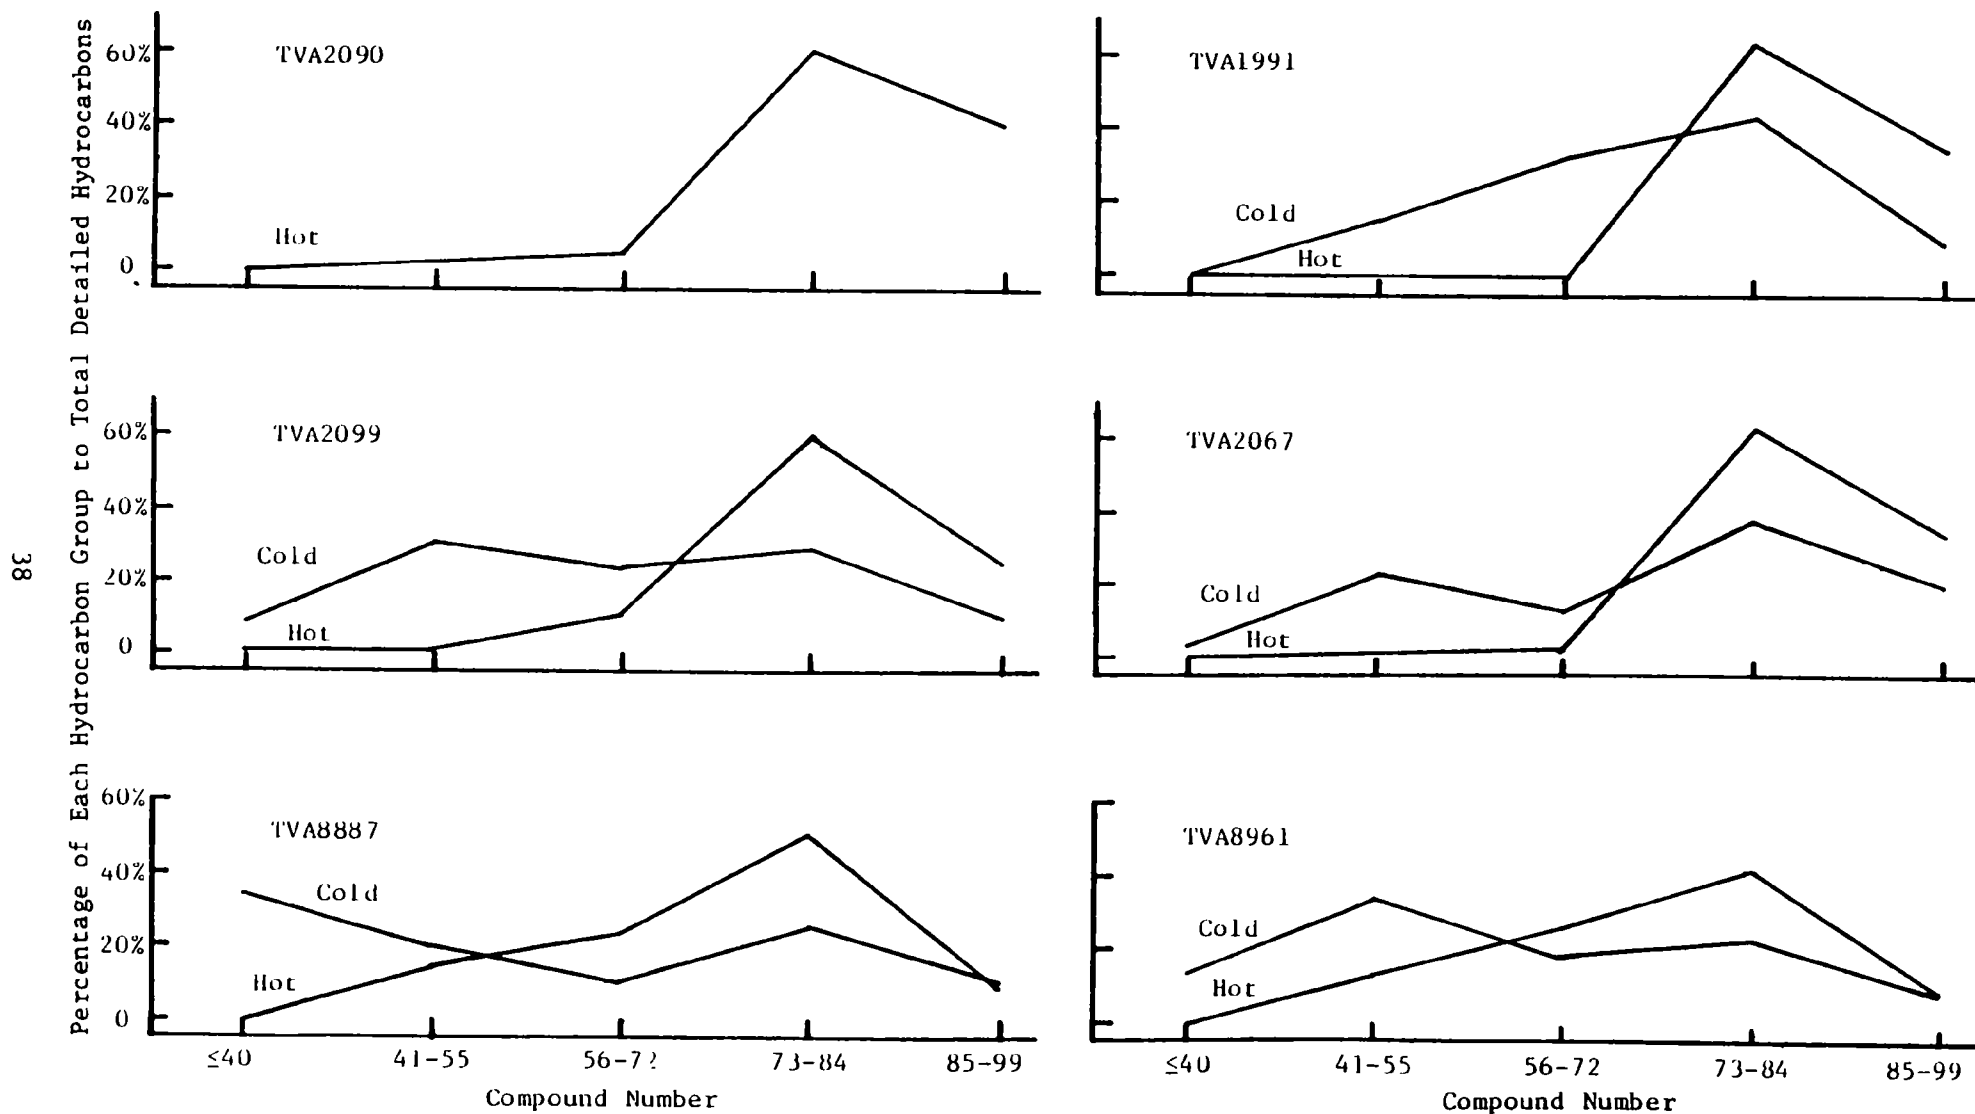 Percentage of Each Hydrocarbon Group to Total Detailed Hydrocarbons
38
60%
40%
20%
0
TVA2090
Hot
TVA1991
Cold
Hot
60%
40%
20%
0
TVA2099
Cold
Hot
TVA2067
Cold
Hot
60%
40%
20%
0
TVA8887
Cold
Hot
≤40 41-55 56-72 73-84 85-99
Compound Number
TVA8961
Cold
Hot
≤40 41-55 56-72 73-84 85-99
Compound Number